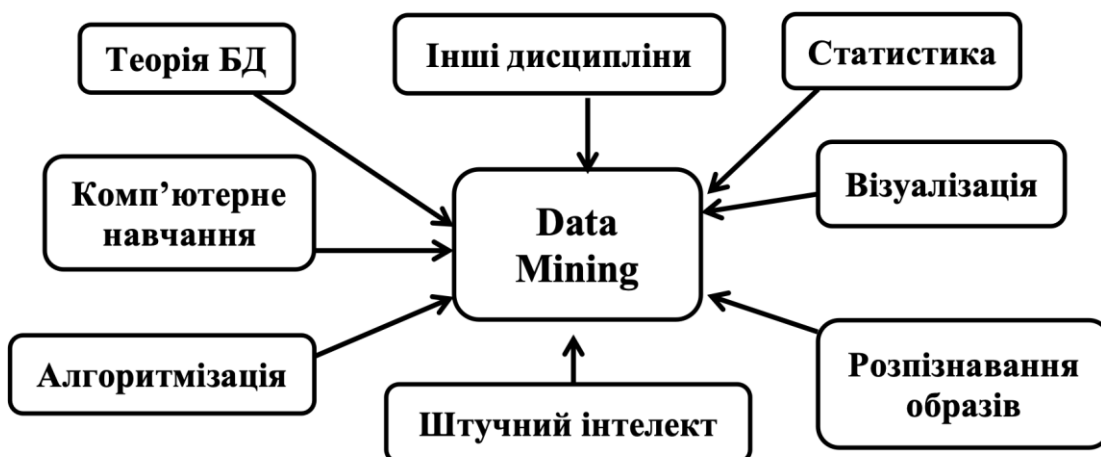 Теорія БД
Інші дисципліни
Статистика
Комп’ютерне
навчання
Data
Mining
Візуалізація
Алгоритмізація
Штучний інтелект
Розпізнавання
образів